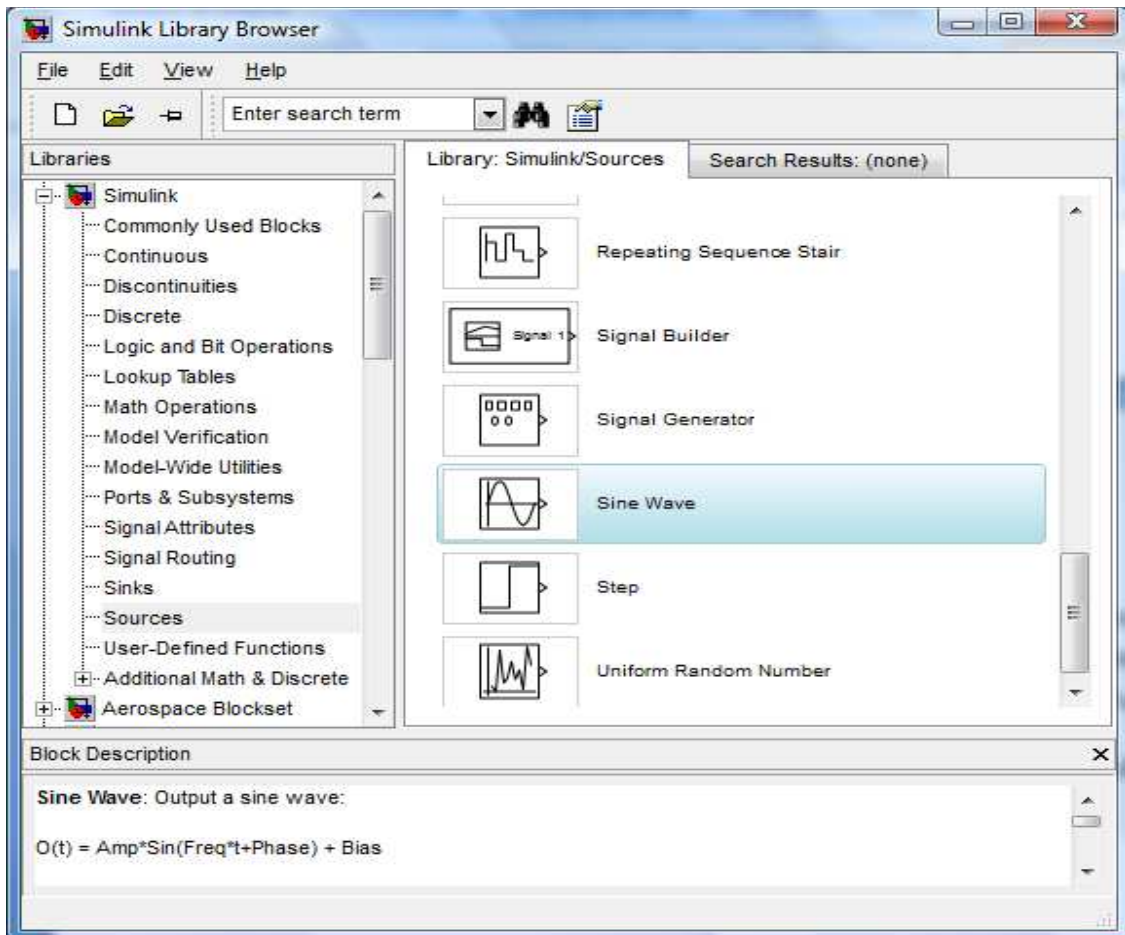 Simulink Library Browser
File Edit View Help
Enter search term
Libraries
Simulink
Commonly Used Blocks
Continuous
Discontinuities
Discrete
Logic and Bit Operations
Lookup Tables
Math Operations
Model Verification
Model-Wide Utilities
Ports & Subsystems
Signal Attributes
Signal Routing
Sinks
Sources
User-Defined Functions
Additional Math & Discrete
Aerospace Blockset
Library: Simulink/Sources Search Results: (none)
Repeating Sequence Stair
Signal 1
Signal Builder
Signal Generator
Sine Wave
Step
Uniform Random Number
Block Description
Sine Wave: Output a sine wave:
O(t) = Amp*Sin(Freq*t+Phase) + Bias